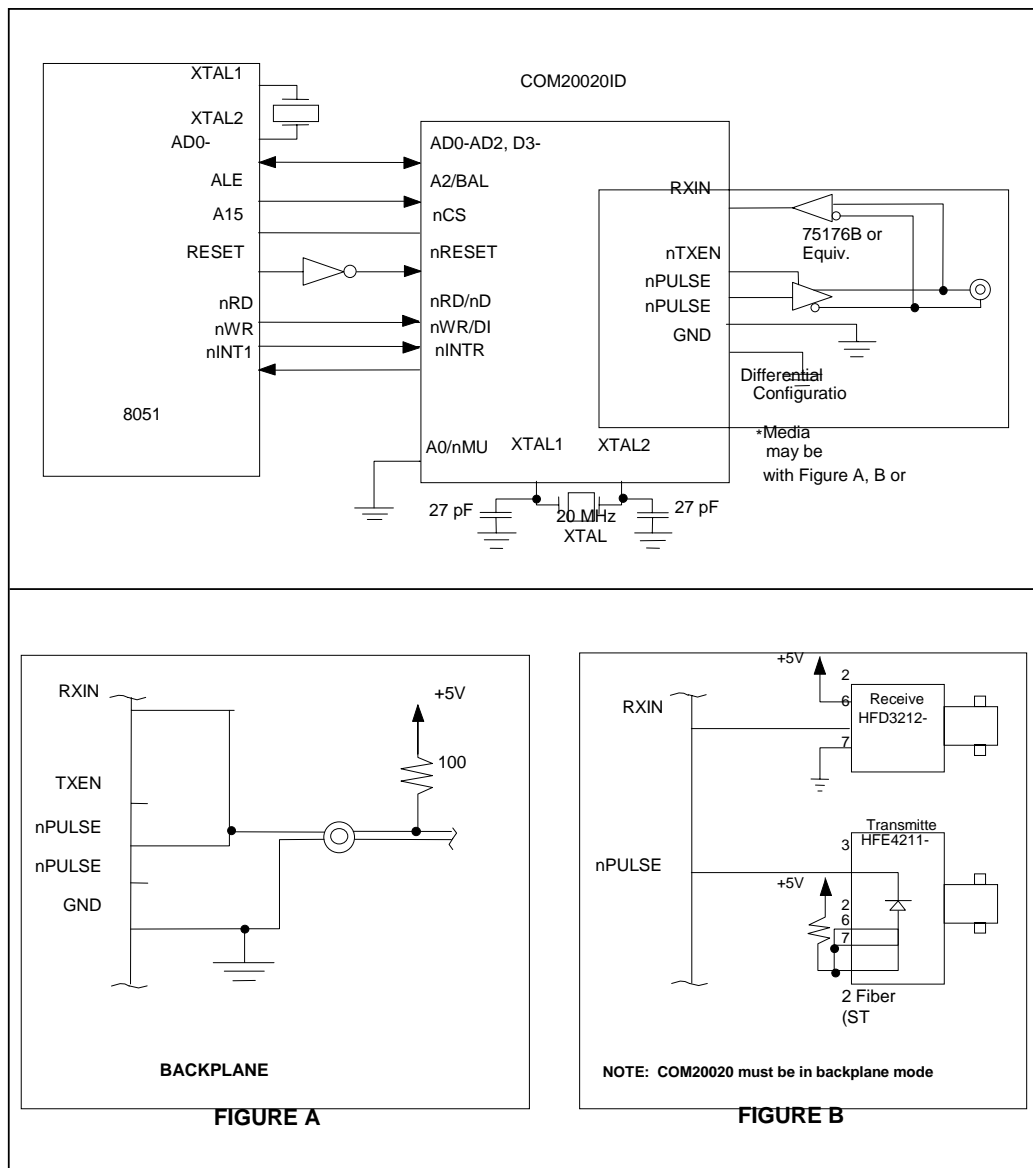 XTAL1
XTAL2
AD0-
ALE
A15
RESET
nRD
nWR
nINT1
8051
COM20020ID
AD0-AD2, D3-
A2/BAL
nCS
nRESET
nRD/nD
nWR/DI
nINTR
A0/nMU
XTAL1
XTAL2
RXIN
nTXEN
nPULSE
nPULSE
GND
75176B or
Equiv.
Differential
Configuratio
*Media
may be
with Figure A, B or
27 pF
20 MHz
XTAL
27 pF
RXIN
TXEN
nPULSE
nPULSE
GND
+5V
100
BACKPLANE
FIGURE A
+5V
2
6
7
Receive
HFD3212-
RXIN
nPULSE
Transmitte
HFE4211-
3
+5V
2
6
7
2 Fiber
(ST
NOTE: COM20020 must be in backplane mode
FIGURE B